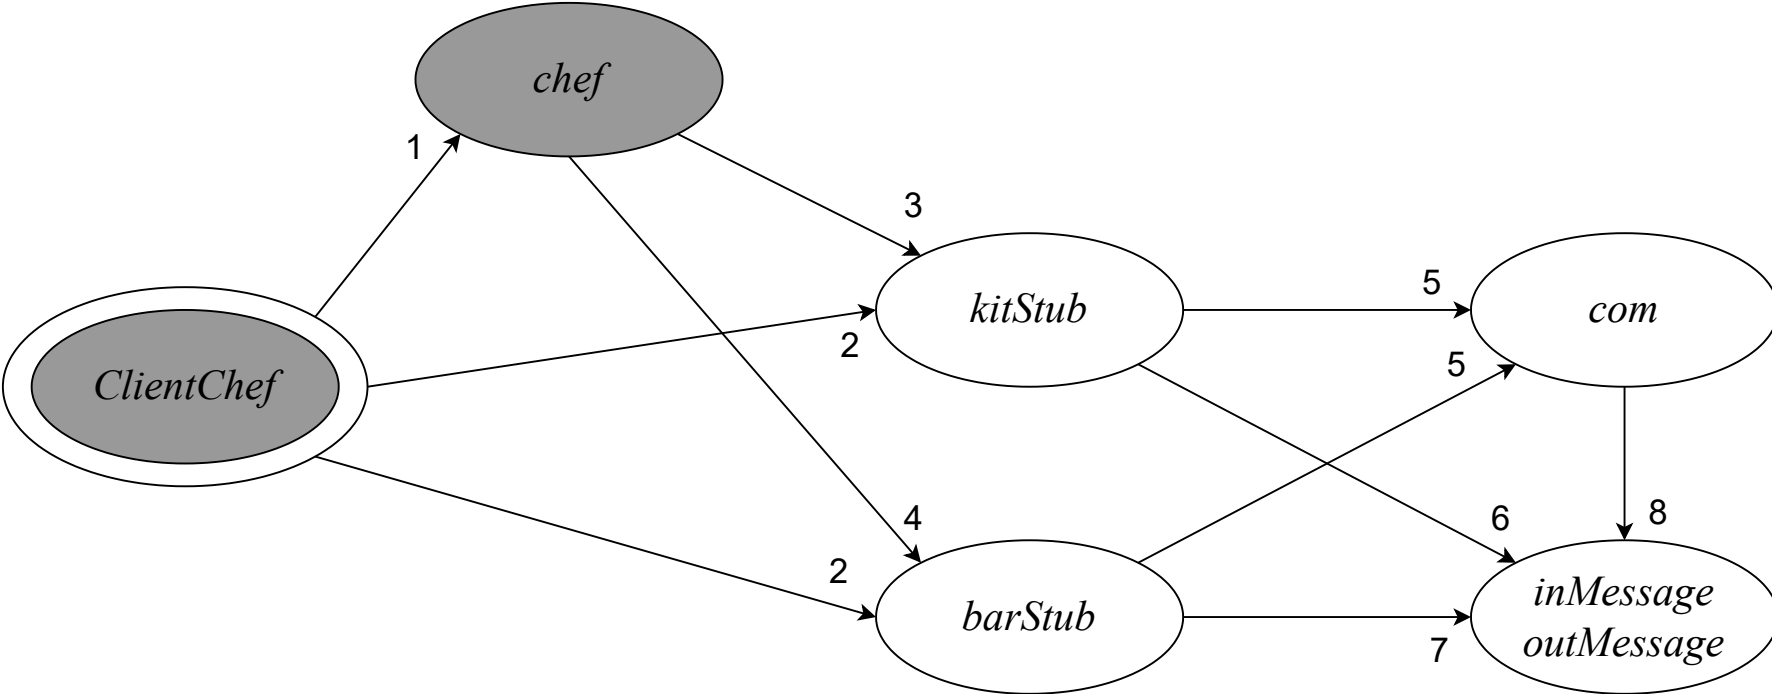 chef
1
3
kitStub
5
com
2
5
ClientChef
4
6
8
2
barStub
7
inMessage
outMessage